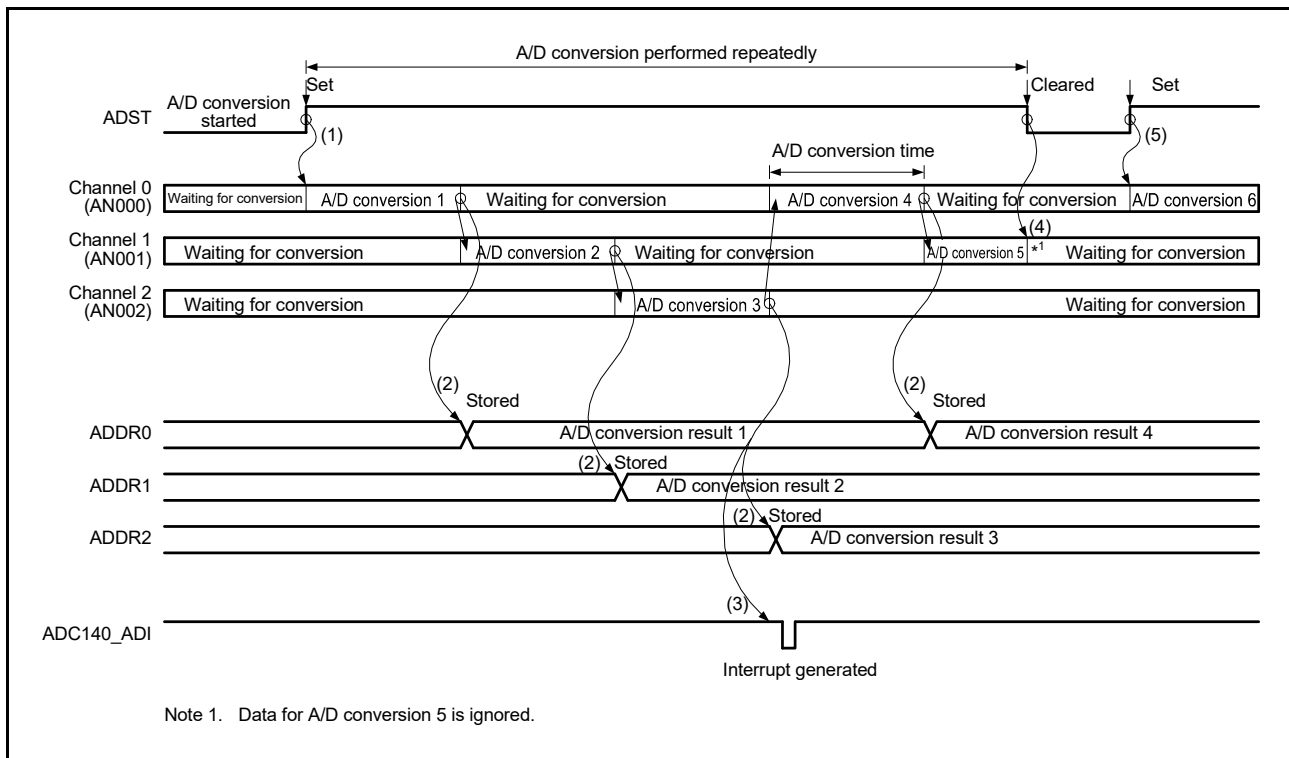 A/D conversion performed repeatedly
Set
Cleared
Set
A/D conversion
started
ADST
(1)
(5)
A/D conversion time
Channel 0
(AN000)
Waiting for conversion
A/D conversion 1
Waiting for conversion
A/D conversion 4
Waiting for conversion
A/D conversion 6
(4)
Channel 1
(AN001)
Waiting for conversion
A/D conversion 2
Waiting for conversion
A/D conversion 5
*1
Waiting for conversion
Channel 2
(AN002)
Waiting for conversion
A/D conversion 3
Waiting for conversion
(2)
Stored
(2)
Stored
ADDR0
A/D conversion result 1
A/D conversion result 4
(2)
Stored
ADDR1
A/D conversion result 2
(2)
Stored
ADDR2
A/D conversion result 3
(3)
ADC140_ADI
Interrupt generated
Note 1. Data for A/D conversion 5 is ignored.